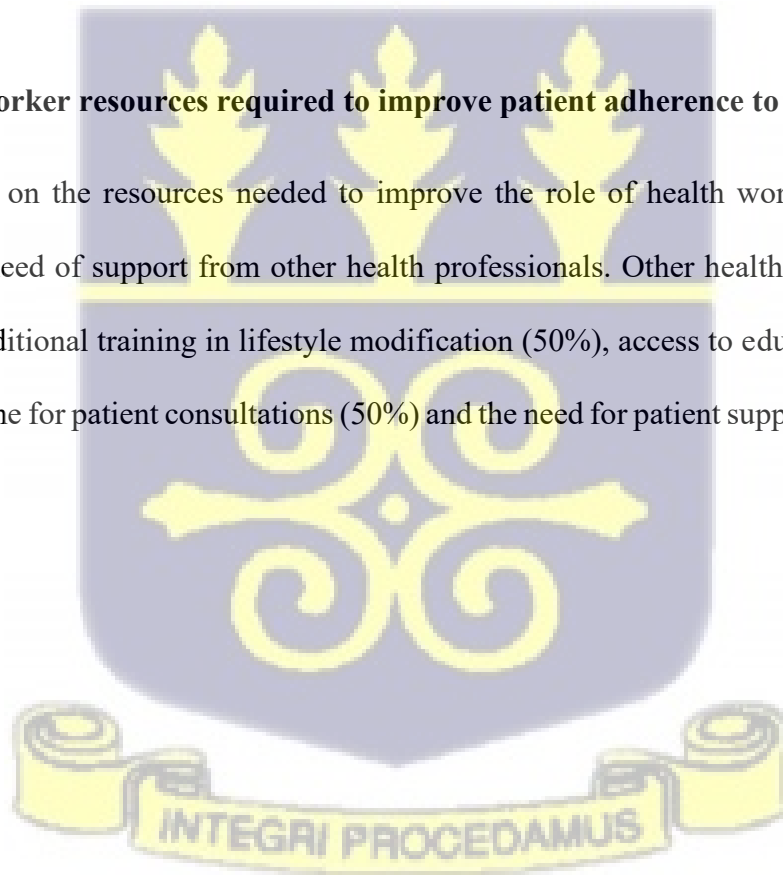 orker resources required to improve patient adherence to
on the resources needed to improve the role of health wor
eed of support from other health professionals. Other health
ditional training in lifestyle modification (50%), access to edu
ne for patient consultations (50%) and the need for patient supp
INTEGRI PROCEDAMUS